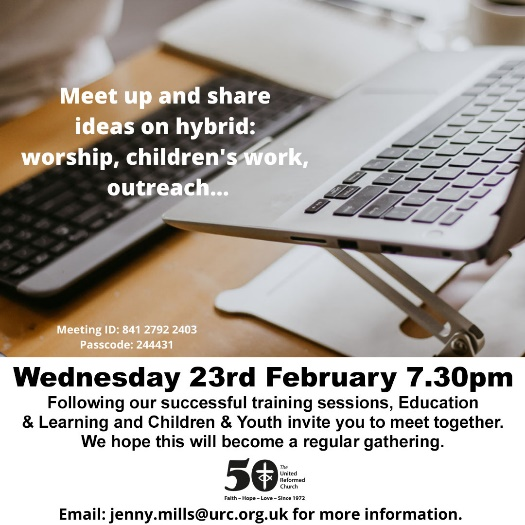 Meet up and share
ideas on hybrid:
worship, children's work,
outreach...
Meeting ID: 841 2792 2403
Passcode: 244431
Wednesday 23rd February 7.30pm
Following our successful training sessions, Education
& Learning and Children & Youth invite you to meet together.
We hope this will become a regular gathering.
50
The
United
Reformed
Church
Faith – Hope – Love – Since 1972
Email: jenny.mills@urc.org.uk for more information.